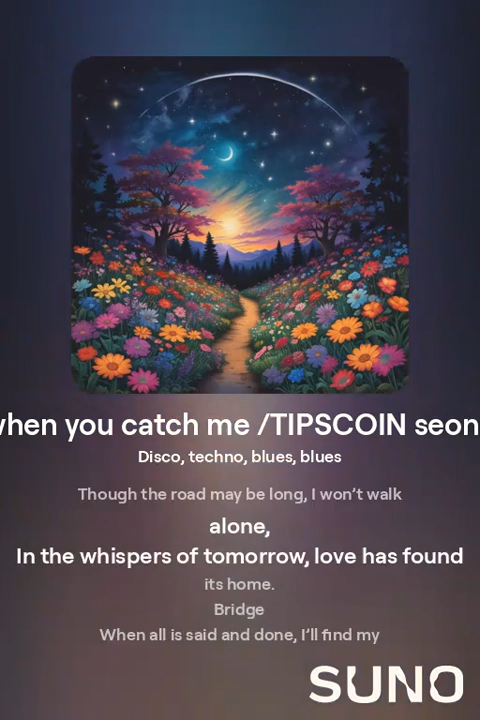 when you catch me /TIPSCOIN seon
Disco, techno, blues, blues
Though the road may be long, I won't walk
alone,
In the whispers of tomorrow, love has found
its home.
Bridge
When all is said and done, I'll find my
SUNO